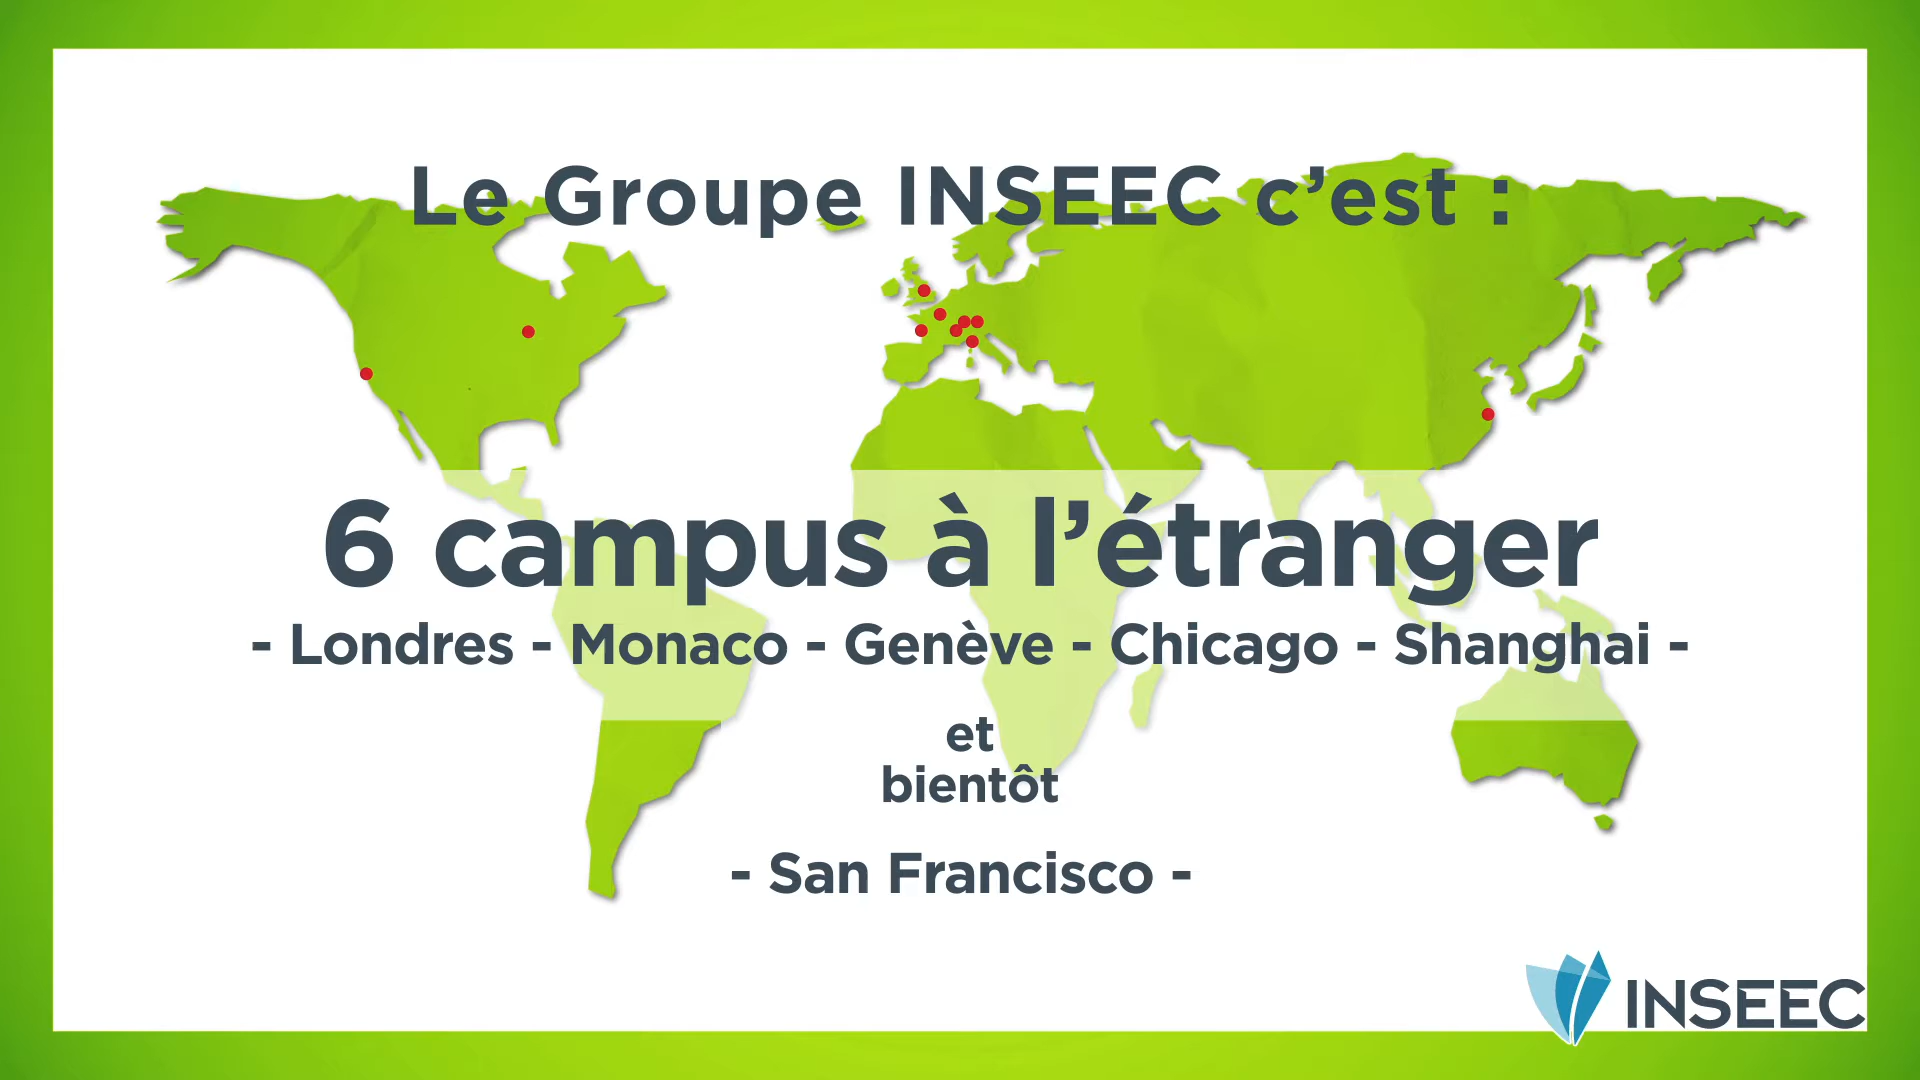 Le Groupe INSEEC c’est :
6 campus à l’étranger
- Londres - Monaco - Genève - Chicago - Shanghai -
et
bientôt
- San Francisco -
INSEEC